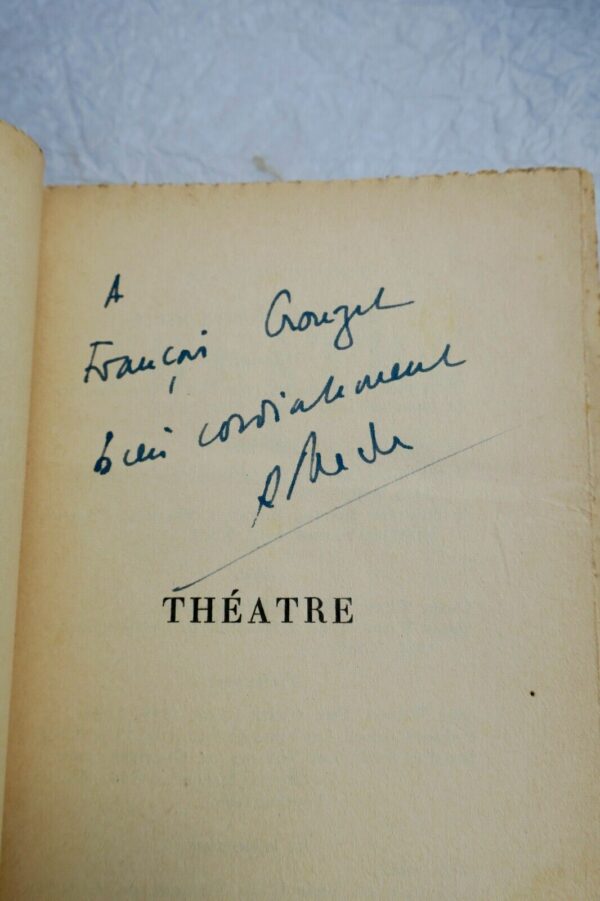 A
François Crouzet
bien cordialement
THÉATRE